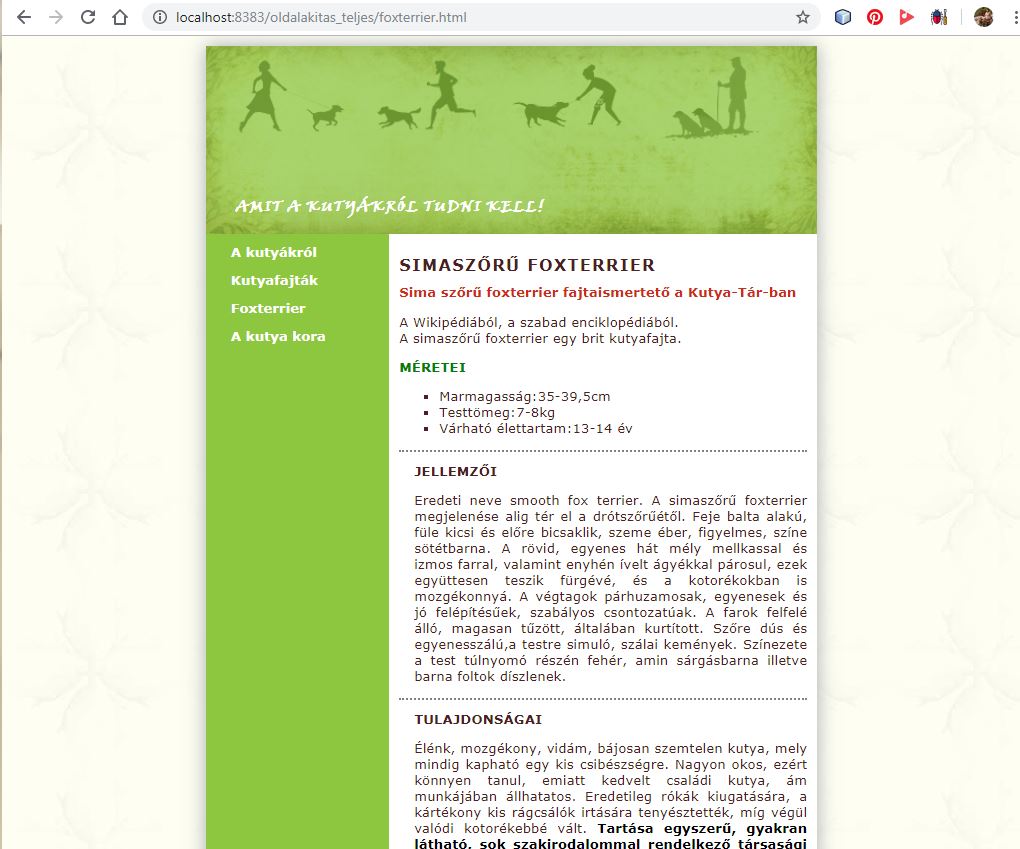 localhost:8383/oldalakitas_teljes/foxterrier.html
AMIT A KUTYÁKRÓL TUDNI KELL!
A kutyákról
Kutyafajták
Foxterrier
A kutya kora
SIMASZŐRŰ FOXTERRIER
Sima szőrű foxterrier fajtaismertető a Kutya-Tár-ban
A Wikipédiából, a szabad enciklopédiából.
A simaszőrű foxterrier egy brit kutyafajta.
MÉRETEI
Marmagasság:35-39,5cm
Testtömeg:7-8kg
Várható élettartam:13-14 év
JELLEMZŐI
Eredeti neve smooth fox terrier. A simaszőrű foxterrier
megjelenése alig tér el a drótszőrűétől. Feje balta alakú,
füle kicsi és előre bicsaklik, szeme éber, figyelmes, színe
sötétbarna. A rövid, egyenes hát mély mellkassal és
izmos farral, valamint enyhén ívelt ágyékkal párosul, ezek
együttesen teszik fürgévé, és a kotorékokban is
mozgékonnyá. A végtagok párhuzamosak, egyenesek és
jó felépítésűek, szabályos csontozatúak. A farok felfelé
álló, magasan tűzött, általában kurtított. Szőre dús és
egyenesszálú,a testre simuló, szálai kemények. Színezete
a test túlnyomó részén fehér, amin sárgásbarna illetve
barna foltok díszlenek.
TULAJDONSÁGAI
Élénk, mozgékony, vidám, bájosan szemtelen kutya, mely
mindig kapható egy kis csibészségre. Nagyon okos, ezért
könnyen tanul, emiatt kedvelt családi kutya, ám
munkájában állhatatos. Eredetileg rókák kiugatására, a
kártékony kis rágcsálók irtására tenyésztették, míg végül
valódi kotorékebbé vált. Tartása egyszerű, gyakran
látható, sok szakirodalommal rendelkező társasági